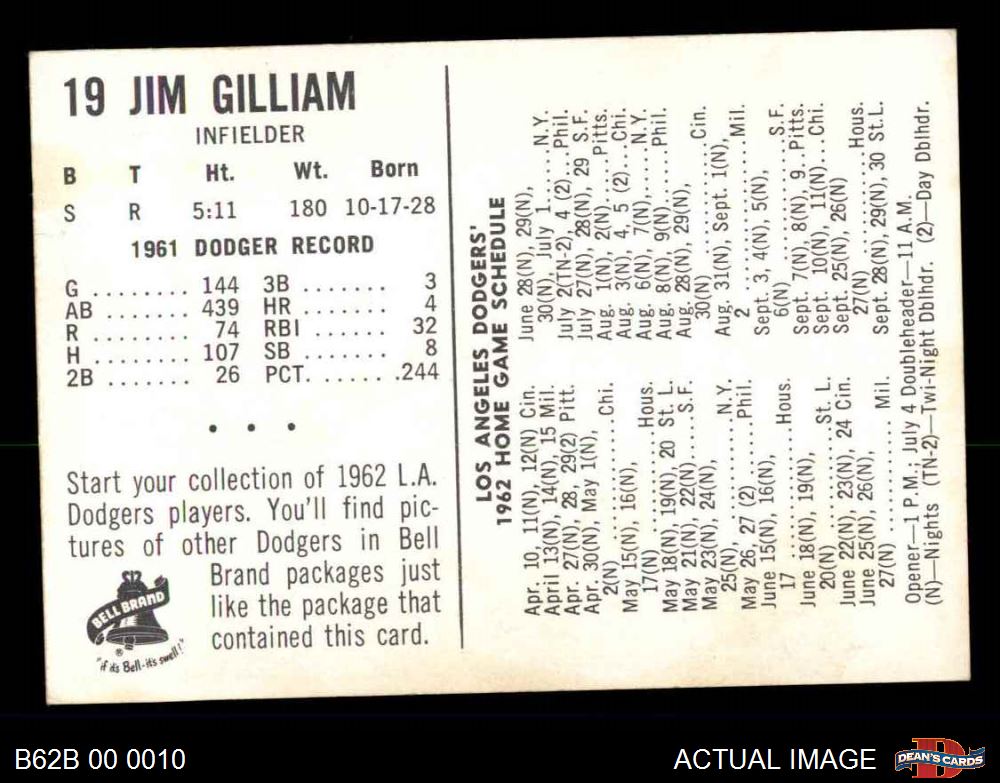 19 JIM GILLIAM
INFIELDER
B T Ht. Wt. Born
S R 5:11 180 10-17-28
1961 DODGER RECORD
G ........ 144 3B ....... 3
AB ........ 439 HR ....... 4
R ........ 74 RBI ....... 32
H ........ 107 SB ....... 8
2B ....... 26 PCT. ...... .244
• • •
Start your collection of 1962 L.A.
Dodgers players. You'll find pic-
tures of other Dodgers in Bell
Brand packages just
like the package that
contained this card.
BELL BRAND
®
"if its Bell-it's swell!"
LOS ANGELES DODGERS'
1962 HOME GAME SCHEDULE
Apr. 10, 11(N), 12(N) Cin.
April 13(N), 14(N), 15 Mil.
Apr. 27(N), 28, 29(2) Pitt.
Apr. 30(N), May 1(N),
2(N) ............Chi.
May 15(N), 16(N),
17(N) ............Hous.
May 18(N), 19(N), 20 St. L.
May 21(N), 22(N).....S.F.
May 23(N), 24(N),
25(N), ............N.Y.
May 26, 27 (2) .....Phil.
June 15(N), 16(N),
17 ............Hous.
June 18(N), 19(N),
20(N) ............St. L.
June 22(N), 23(N), 24 Cin.
June 25(N), 26(N),
27(N) ............ Mil.
June 28(N), 29(N),
30(N), July 1.....N.Y.
July 2(TN-2), 4 (2)...Phil.
July 27(N), 28(N), 29 S.F.
Aug. 1(N), 2(N).....Pitts.
Aug. 3(N), 4, 5 (2)...Chi.
Aug. 6(N), 7(N),.....N.Y.
Aug. 8(N), 9(N).....Phil.
Aug. 28(N), 29(N),
30(N) ............Cin.
Aug. 31(N), Sept. 1(N),
2 ............Mil.
Sept. 3, 4(N), 5(N),
6(N) ............S.F.
Sept. 7(N), 8(N), 9..Pitts.
Sept. 10(N), 11(N)...Chi.
Sept. 25(N), 26(N)
27(N) ............Hous.
Sept. 28(N), 29(N), 30 St.L.
Opener—1 P.M.; July 4 Doubleheader—11 A.M.
(N)—Nights (TN-2)—Twi-Night Dblhdr. (2)—Day Dblhdr.
B62B 00 0010
ACTUAL IMAGE
DEAN'S CARDS